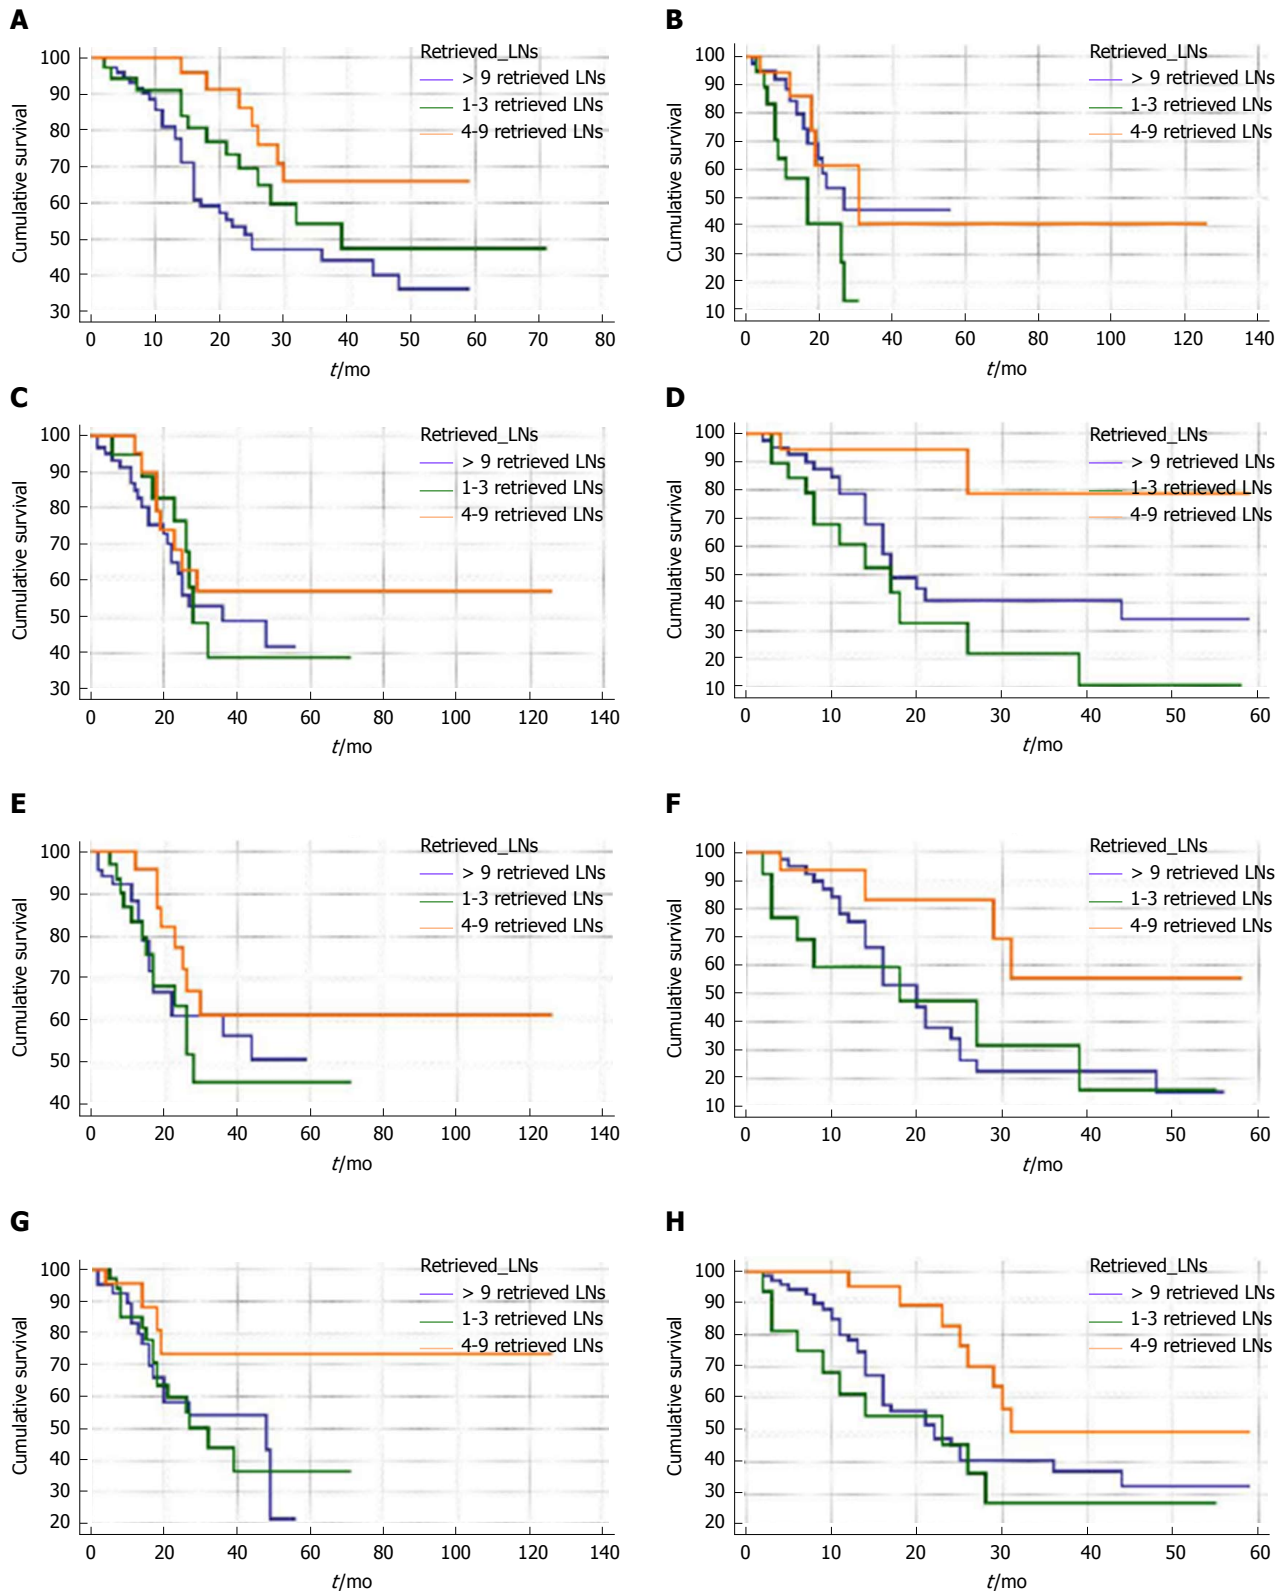 A
Retrieved_LNs
> 9 retrieved LNs
1-3 retrieved LNs
4-9 retrieved LNs
Cumulative survival
100
90
80
70
60
50
40
30
0 10 20 30 40 50 60 70 80
t/mo
B
Retrieved_LNs
> 9 retrieved LNs
1-3 retrieved LNs
4-9 retrieved LNs
Cumulative survival
100
90
80
70
60
50
40
30
20
10
0 20 40 60 80 100 120 140
t/mo
C
Retrieved_LNs
> 9 retrieved LNs
1-3 retrieved LNs
4-9 retrieved LNs
Cumulative survival
100
90
80
70
60
50
40
30
0 20 40 60 80 100 120 140
t/mo
D
Retrieved_LNs
> 9 retrieved LNs
1-3 retrieved LNs
4-9 retrieved LNs
Cumulative survival
100
90
80
70
60
50
40
30
20
10
0 10 20 30 40 50 60
t/mo
E
Retrieved_LNs
> 9 retrieved LNs
1-3 retrieved LNs
4-9 retrieved LNs
Cumulative survival
100
90
80
70
60
50
40
0 20 40 60 80 100 120 140
t/mo
F
Retrieved_LNs
> 9 retrieved LNs
1-3 retrieved LNs
4-9 retrieved LNs
Cumulative survival
100
90
80
70
60
50
40
30
20
10
0 10 20 30 40 50 60
t/mo
G
Retrieved_LNs
> 9 retrieved LNs
1-3 retrieved LNs
4-9 retrieved LNs
Cumulative survival
100
90
80
70
60
50
40
30
20
0 20 40 60 80 100 120 140
t/mo
H
Retrieved_LNs
> 9 retrieved LNs
1-3 retrieved LNs
4-9 retrieved LNs
Cumulative survival
100
90
80
70
60
50
40
30
20
0 10 20 30 40 50 60
t/mo